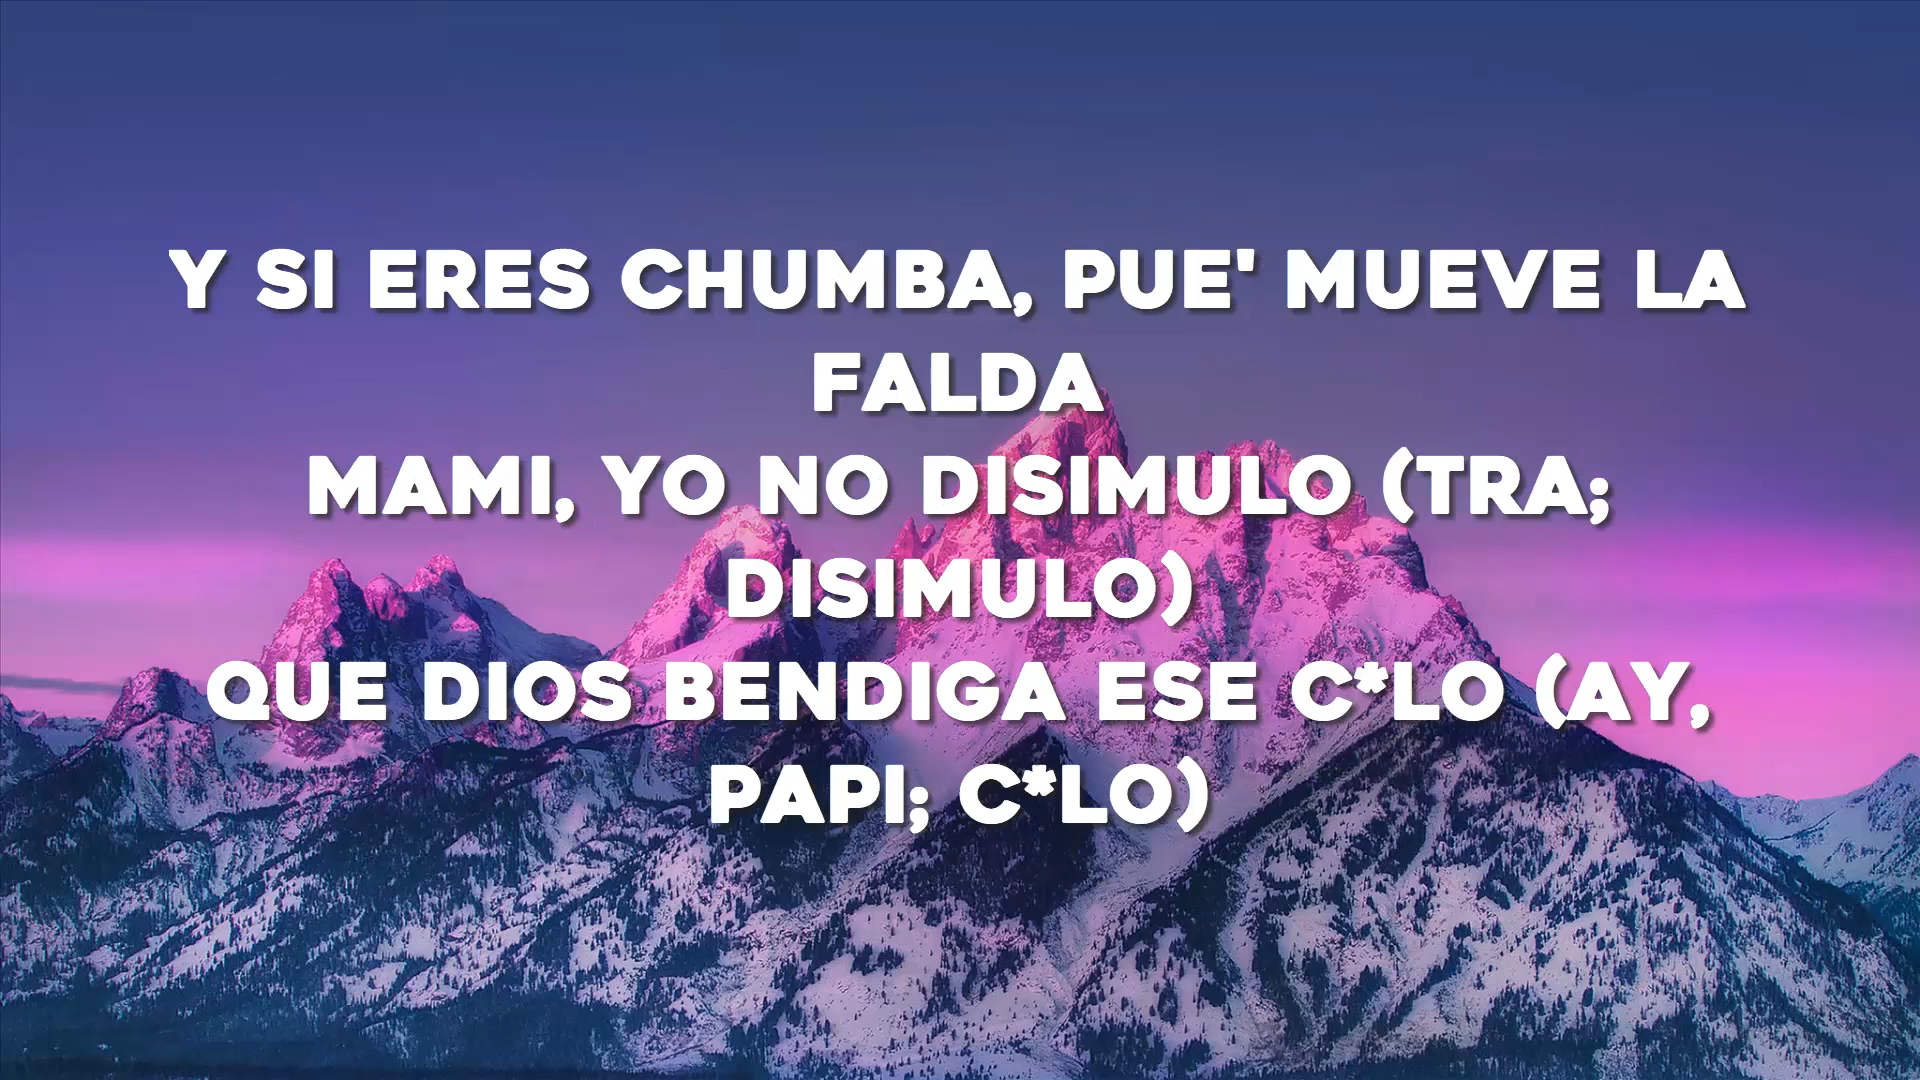 Y SI ERES CHUMBA, PUE' MUEVE LA
FALDA
MAMI, YO NO DISIMULO (TRA;
DISIMULO)
QUE DIOS BENDIGA ESE C*LO (AY,
PAPI; C*LO)